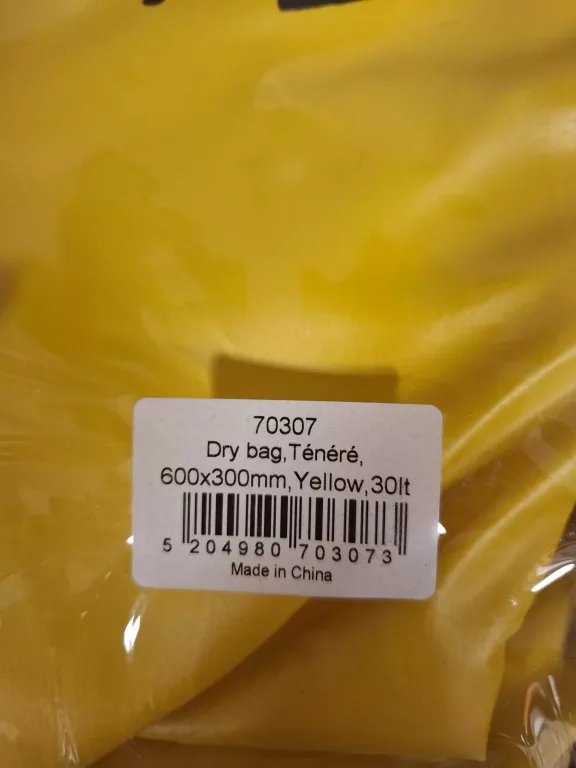 70307
Dry bag,Ténéré,
600x300mm,Yellow,30lt
5 204980 703073
Made in China